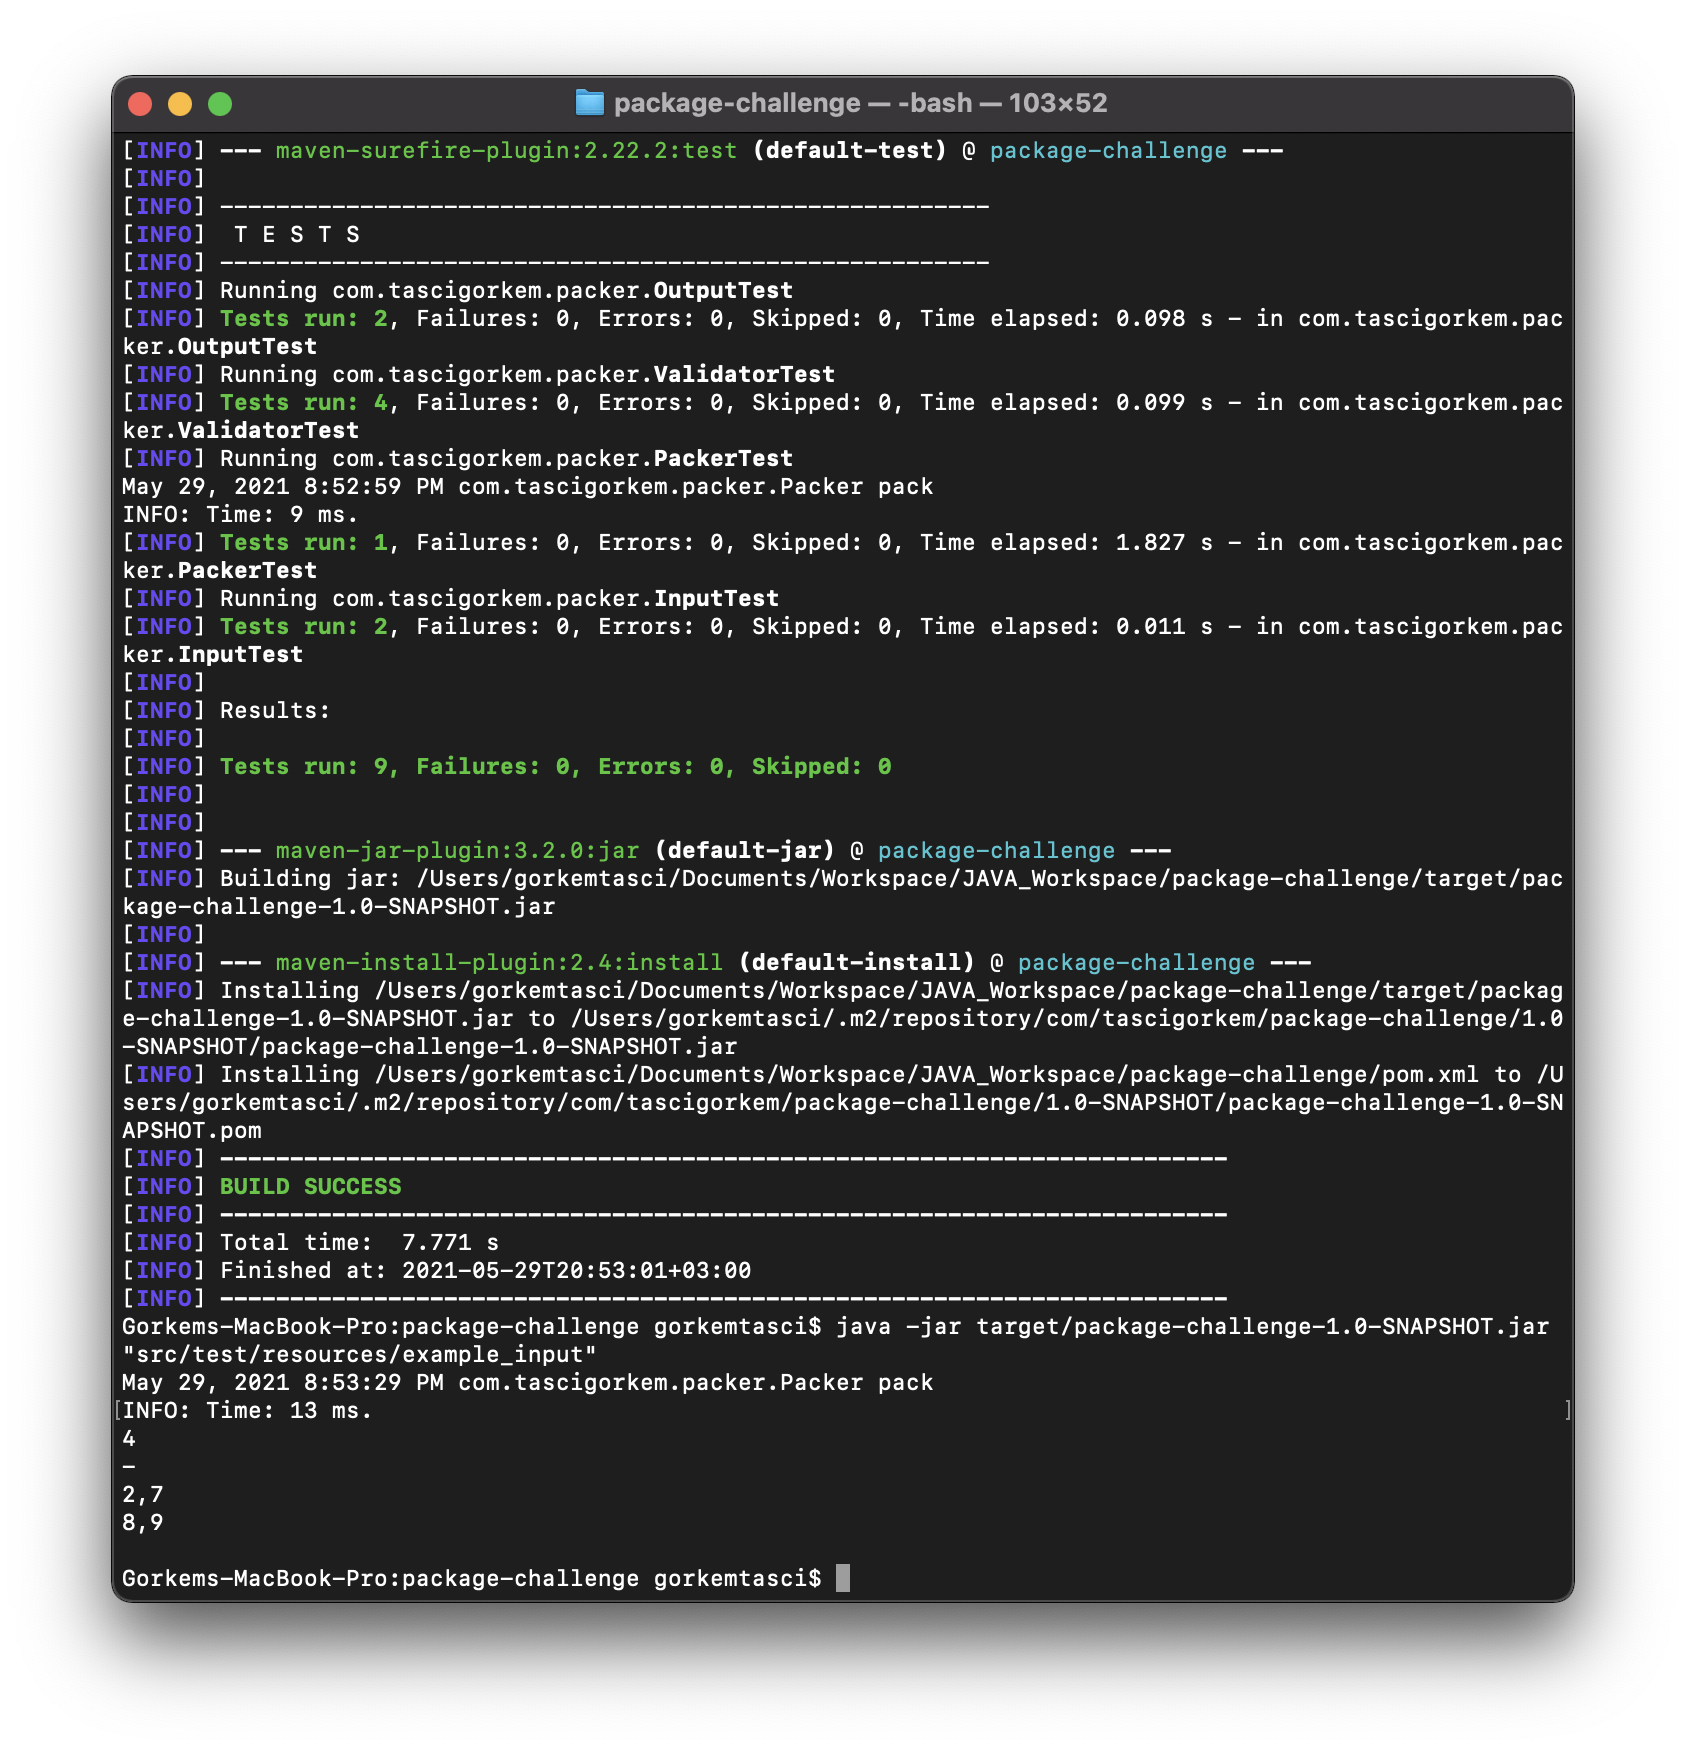 package-challenge — -bash — 103×52
[INFO] --- maven-surefire-plugin:2.22.2:test (default-test) @ package-challenge ---
[INFO]
[INFO] -------------------------------------------------------
[INFO]  T E S T S
[INFO] -------------------------------------------------------
[INFO] Running com.tascigorkem.packer.OutputTest
[INFO] Tests run: 2, Failures: 0, Errors: 0, Skipped: 0, Time elapsed: 0.098 s - in com.tascigorkem.pac
ker.OutputTest
[INFO] Running com.tascigorkem.packer.ValidatorTest
[INFO] Tests run: 4, Failures: 0, Errors: 0, Skipped: 0, Time elapsed: 0.099 s - in com.tascigorkem.pac
ker.ValidatorTest
[INFO] Running com.tascigorkem.packer.PackerTest
May 29, 2021 8:52:59 PM com.tascigorkem.packer.Packer pack
INFO: Time: 9 ms.
[INFO] Tests run: 1, Failures: 0, Errors: 0, Skipped: 0, Time elapsed: 1.827 s - in com.tascigorkem.pac
ker.PackerTest
[INFO] Running com.tascigorkem.packer.InputTest
[INFO] Tests run: 2, Failures: 0, Errors: 0, Skipped: 0, Time elapsed: 0.011 s - in com.tascigorkem.pac
ker.InputTest
[INFO]
[INFO] Results:
[INFO]
[INFO] Tests run: 9, Failures: 0, Errors: 0, Skipped: 0
[INFO]
[INFO]
[INFO] --- maven-jar-plugin:3.2.0:jar (default-jar) @ package-challenge ---
[INFO] Building jar: /Users/gorkemtasci/Documents/Workspace/JAVA_Workspace/package-challenge/target/pac
kage-challenge-1.0-SNAPSHOT.jar
[INFO]
[INFO] --- maven-install-plugin:2.4:install (default-install) @ package-challenge ---
[INFO] Installing /Users/gorkemtasci/Documents/Workspace/JAVA_Workspace/package-challenge/target/packag
e-challenge-1.0-SNAPSHOT.jar to /Users/gorkemtasci/.m2/repository/com/tascigorkem/package-challenge/1.0
-SNAPSHOT/package-challenge-1.0-SNAPSHOT.jar
[INFO] Installing /Users/gorkemtasci/Documents/Workspace/JAVA_Workspace/package-challenge/pom.xml to /U
sers/gorkemtasci/.m2/repository/com/tascigorkem/package-challenge/1.0-SNAPSHOT/package-challenge-1.0-SN
APSHOT.pom
[INFO] ------------------------------------------------------------------------
[INFO] BUILD SUCCESS
[INFO] ------------------------------------------------------------------------
[INFO] Total time:  7.771 s
[INFO] Finished at: 2021-05-29T20:53:01+03:00
[INFO] ------------------------------------------------------------------------
Gorkems-MacBook-Pro:package-challenge gorkemtasci$ java -jar target/package-challenge-1.0-SNAPSHOT.jar
"src/test/resources/example_input"
May 29, 2021 8:53:29 PM com.tascigorkem.packer.Packer pack
[INFO: Time: 13 ms. ]
4
-
2,7
8,9
Gorkems-MacBook-Pro:package-challenge gorkemtasci$